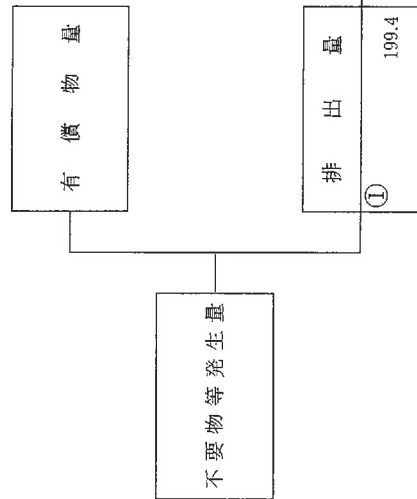 有償物量
排出量
①
199.4
不要物等発生量